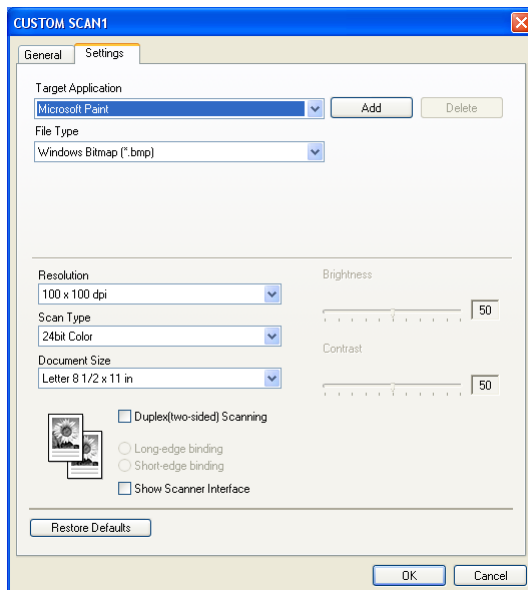 CUSTOM SCAN1
General Settings
Target Application
Microsoft Paint Add Delete
File Type
Windows Bitmap (*.bmp)
Resolution
100 x 100 dpi
Scan Type
24bit Color
Document Size
Letter 8 1/2 x 11 in
Brightness
50
Contrast
50
Duplex(two-sided) Scanning
Long-edge binding
Short-edge binding
Show Scanner Interface
Restore Defaults
OK Cancel